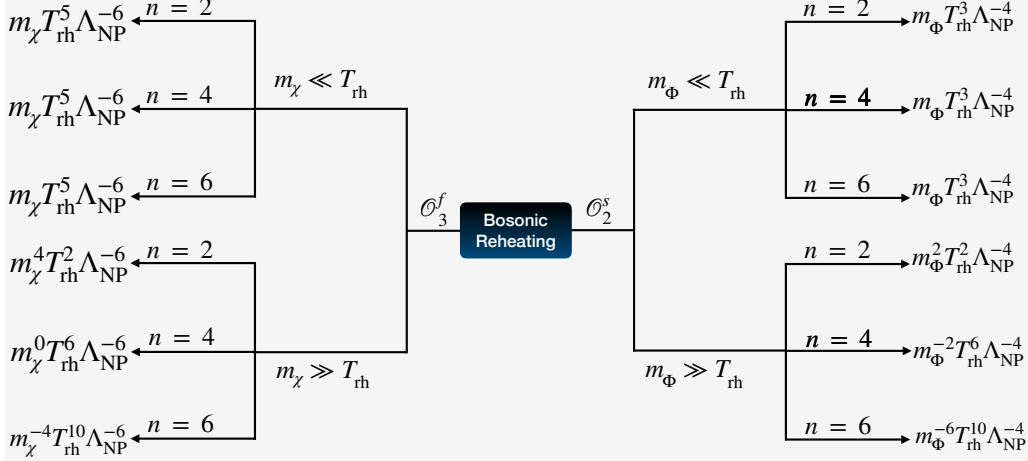 m_χ T_rh^5 Λ_NP^{-6} n = 2
m_χ ≪ T_rh
m_χ T_rh^5 Λ_NP^{-6} n = 4
m_χ T_rh^5 Λ_NP^{-6} n = 6
𝒪_3^f
m_χ^4 T_rh^2 Λ_NP^{-6} n = 2
m_χ^0 T_rh^6 Λ_NP^{-6} n = 4
m_χ ≫ T_rh
m_χ^{-4} T_rh^{10} Λ_NP^{-6} n = 6
Bosonic
Reheating
𝒪_2^s
n = 2 m_Φ T_rh^3 Λ_NP^{-4}
m_Φ ≪ T_rh
n = 4 m_Φ T_rh^3 Λ_NP^{-4}
n = 6 m_Φ T_rh^3 Λ_NP^{-4}
n = 2 m_Φ^2 T_rh^2 Λ_NP^{-4}
n = 4 m_Φ^{-2} T_rh^6 Λ_NP^{-4}
m_Φ ≫ T_rh
n = 6 m_Φ^{-6} T_rh^{10} Λ_NP^{-4}